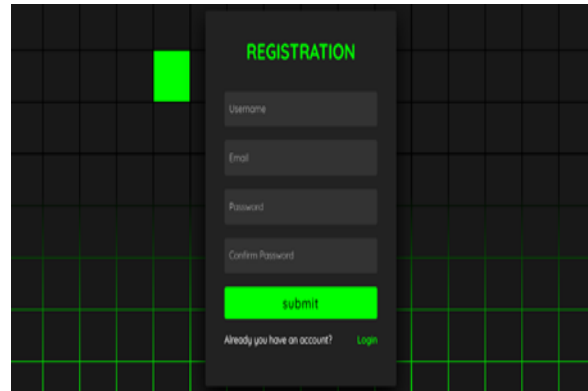 REGISTRATION
Username
Email
Password
Confirm Password
submit
Already you have an account? Login